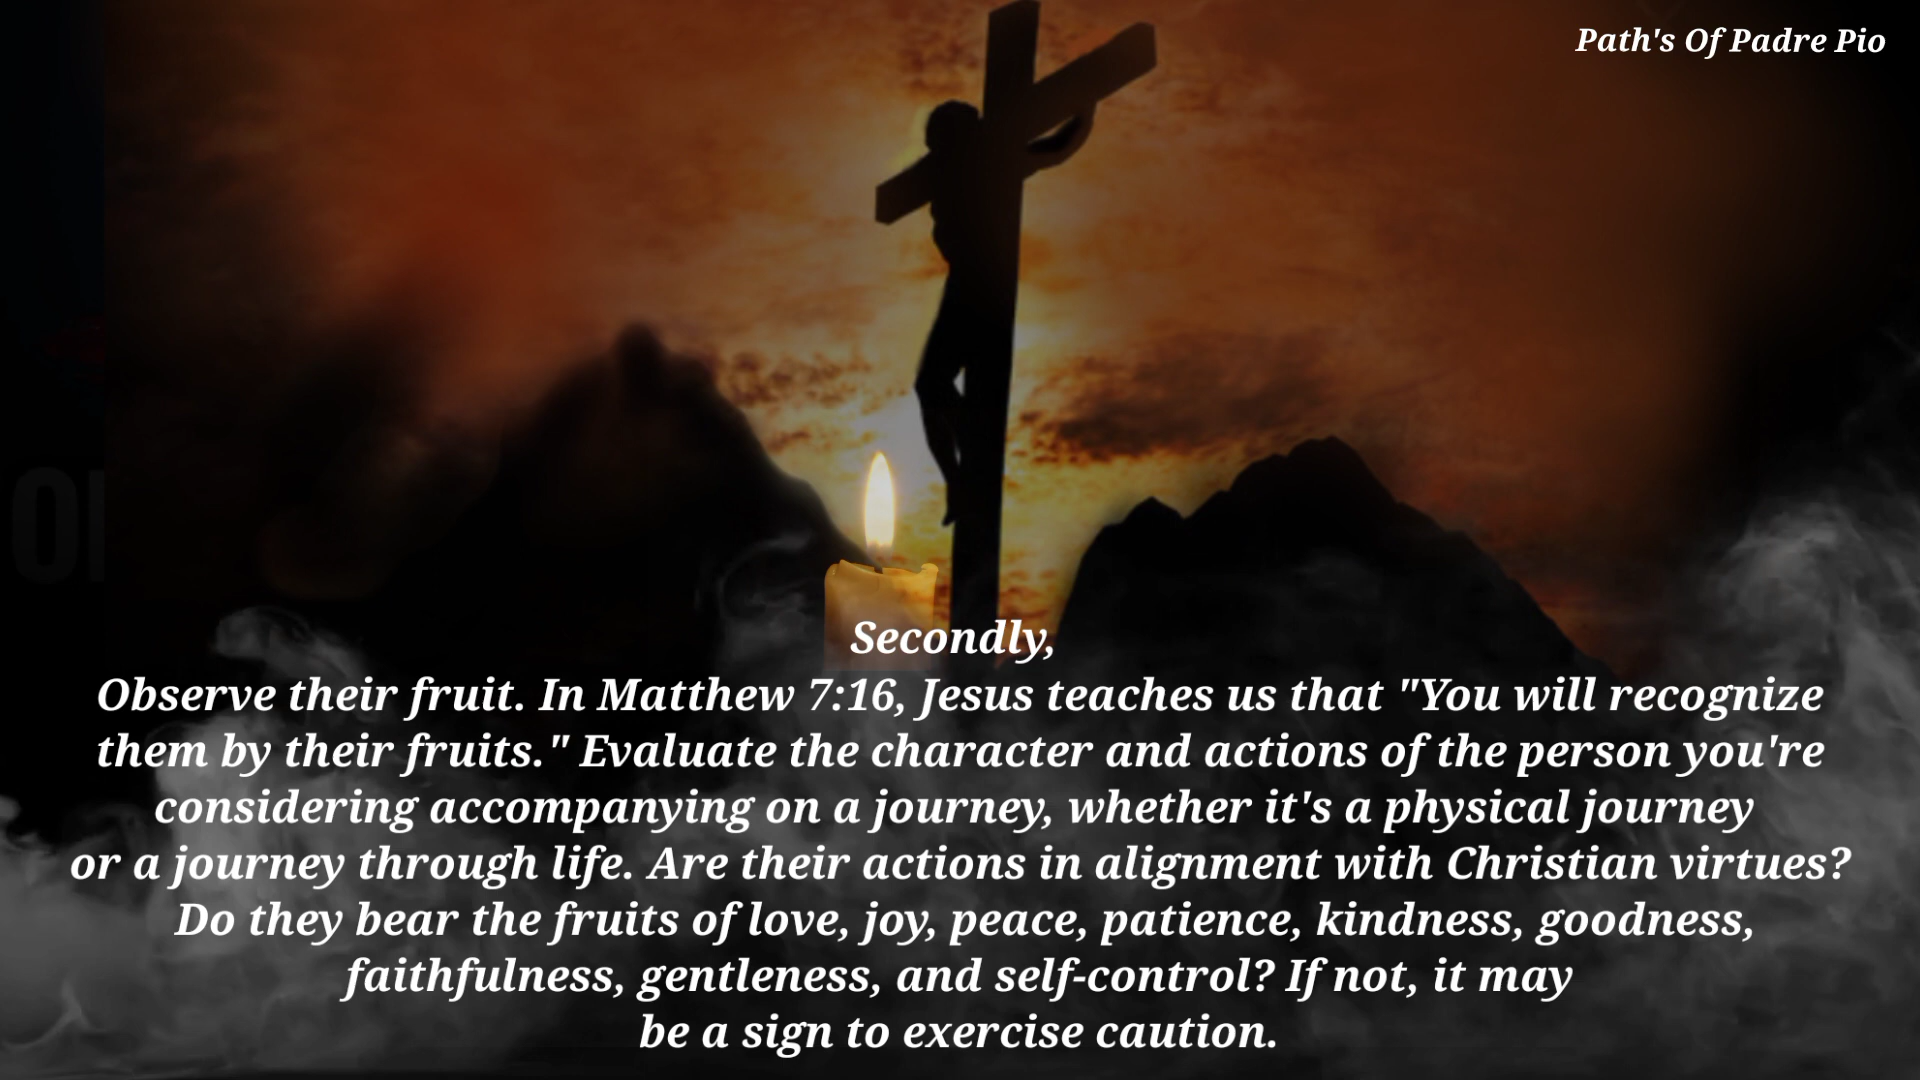 Path's Of Padre Pio
Secondly,
Observe their fruit. In Matthew 7:16, Jesus teaches us that "You will recognize
them by their fruits." Evaluate the character and actions of the person you're
considering accompanying on a journey, whether it's a physical journey
or a journey through life. Are their actions in alignment with Christian virtues?
Do they bear the fruits of love, joy, peace, patience, kindness, goodness,
faithfulness, gentleness, and self-control? If not, it may
be a sign to exercise caution.